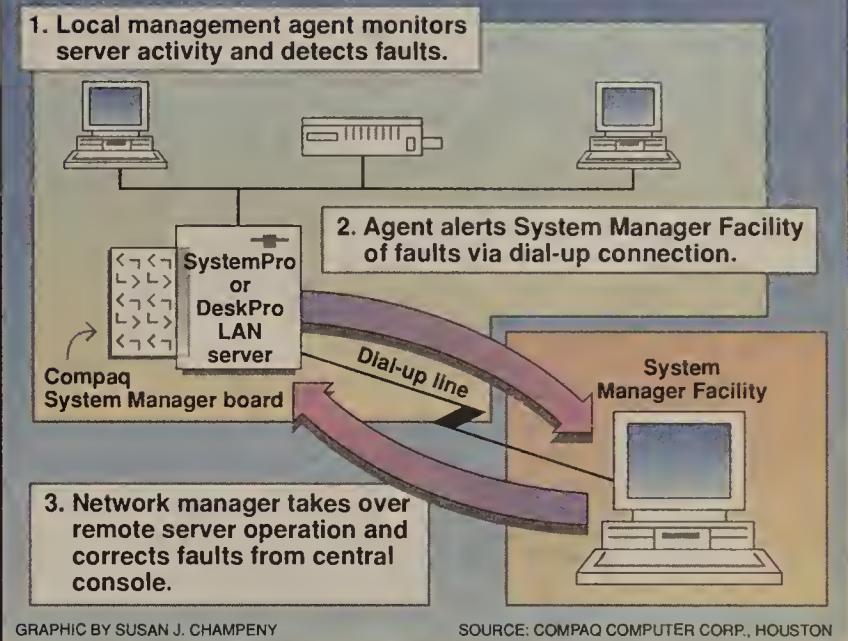 1. Local management agent monitors
server activity and detects faults.
2. Agent alerts System Manager Facility
of faults via dial-up connection.
SystemPro
or
DeskPro
LAN
server
Compaq
System Manager board
Dial-up line
System
Manager Facility
3. Network manager takes over
remote server operation and
corrects faults from central
console.
GRAPHIC BY SUSAN J. CHAMPENY
SOURCE: COMPAQ COMPUTER CORP., HOUSTON